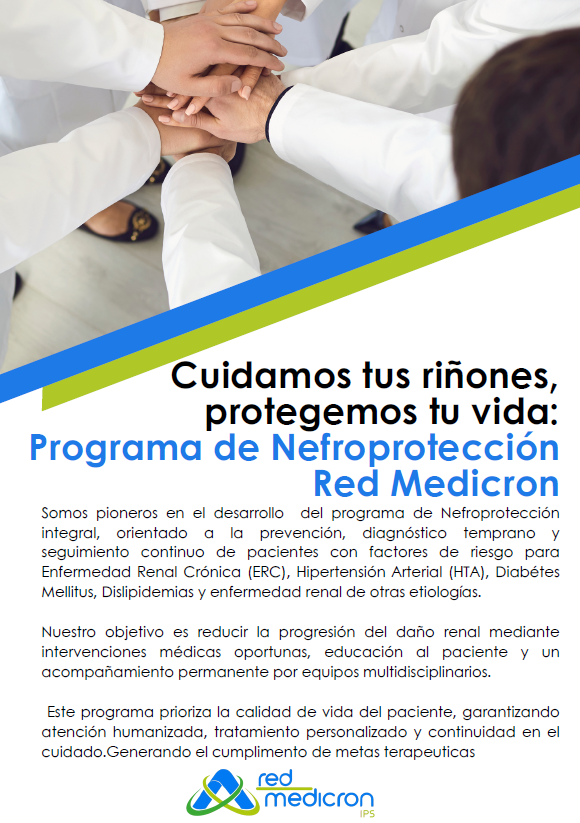 Cuidamos tus riñones,
protegemos tu vida:
Programa de Nefroprotección
Red Medicron
Somos pioneros en el desarrollo del programa de Nefroprotección
integral, orientado a la prevención, diagnóstico temprano y
seguimiento continuo de pacientes con factores de riesgo para
Enfermedad Renal Crónica (ERC), Hipertensión Arterial (HTA), Diabétes
Mellitus, Dislipidemias y enfermedad renal de otras etiologías.
Nuestro objetivo es reducir la progresión del daño renal mediante
intervenciones médicas oportunas, educación al paciente y un
acompañamiento permanente por equipos multidisciplinarios.
Este programa prioriza la calidad de vida del paciente, garantizando
atención humanizada, tratamiento personalizado y continuidad en el
cuidado.Generando el cumplimento de metas terapeuticas
red
medicron
IPS